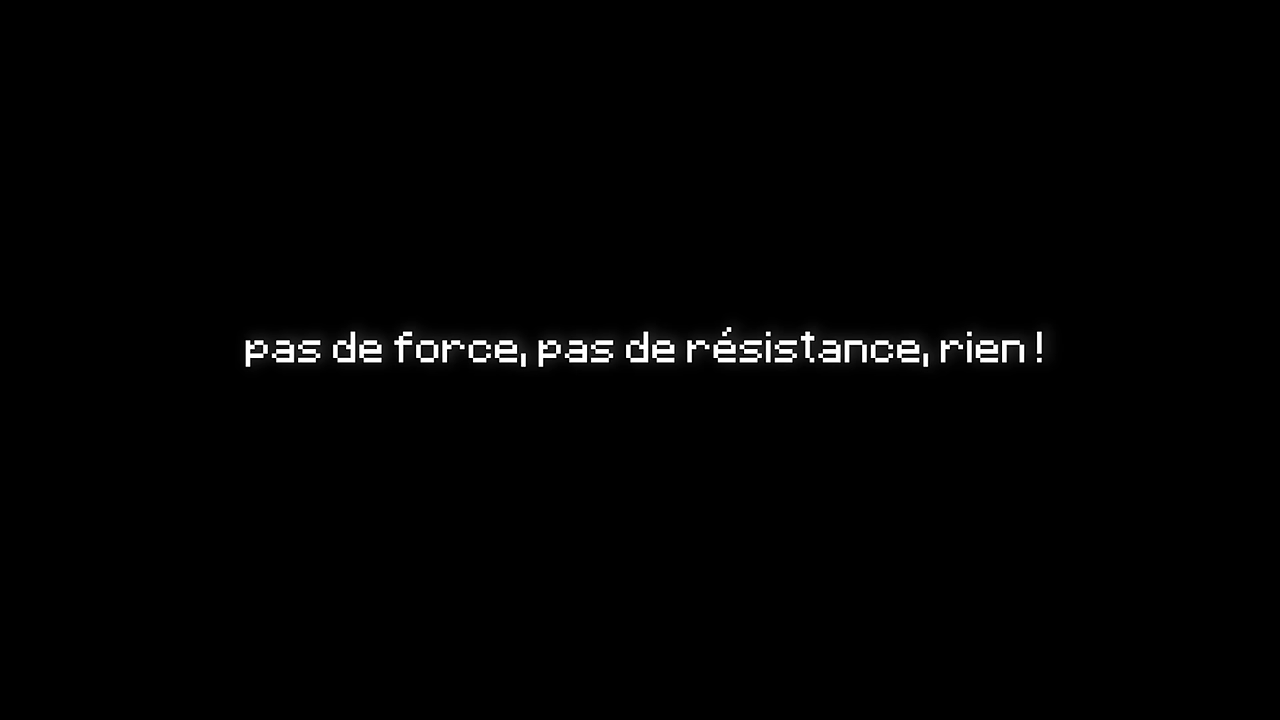 pas de force, pas de résistance, rien !